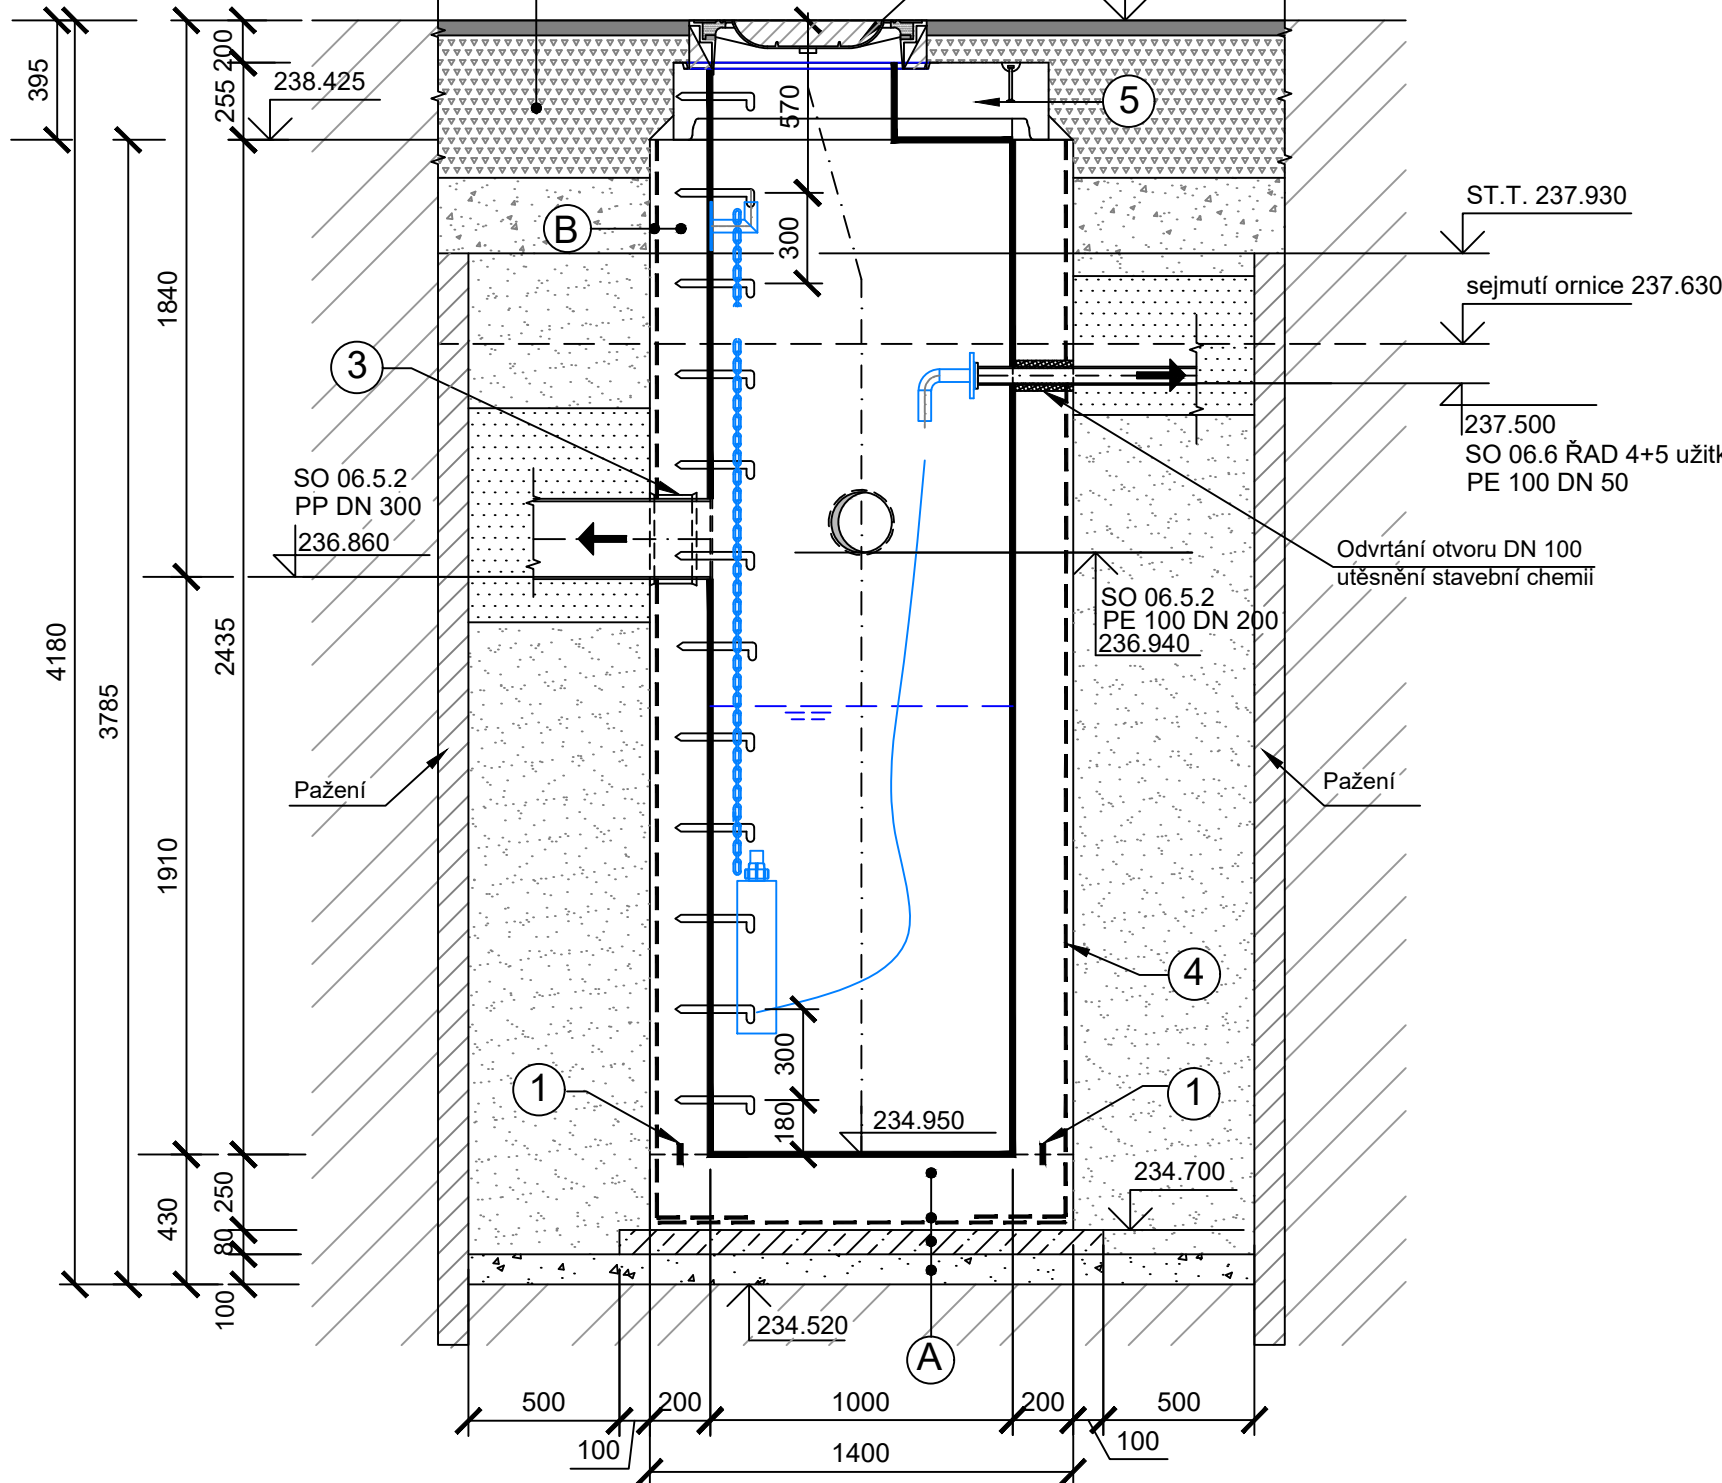 395
200
255
238.425
5
570
300
B
ST.T. 237.930
sejmutí ornice 237.630
1840
3
237.500
SO 06.6 ŘAD 4+5 užitk
PE 100 DN 50
SO 06.5.2
PP DN 300
236.860
Odvrtání otvoru DN 100
utěsnění stavební chemií
SO 06.5.2
PE 100 DN 200
236.940
4180
3785
2435
Pažení
Pažení
1910
4
300
1
1
180
234.950
234.700
430
250
80
100
234.520
A
500
200
1000
200
500
100
1400
100